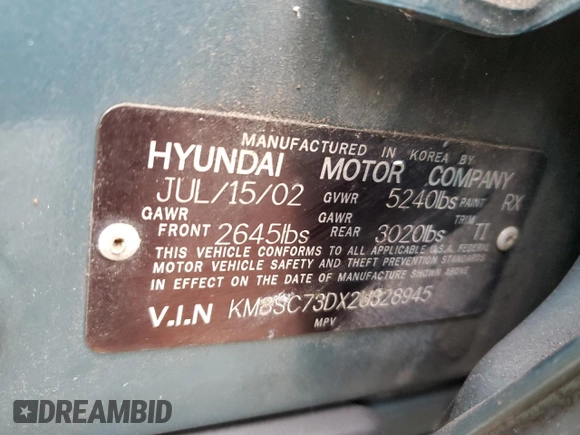 MANUFACTURED IN KOREA BY
HYUNDAI MOTOR COMPANY
JUL/15/02 GVWR 5240lbs PAINT RX
GAWR FRONT 2645lbs GAWR REAR 3020lbs TRIM TI
THIS VEHICLE CONFORMS TO ALL APPLICABLE U.S.A. FEDERAL
MOTOR VEHICLE SAFETY AND THEFT PREVENTION STANDARDS
IN EFFECT ON THE DATE OF MANUFACTURE SHOWN ABOVE
V.I.N KM8SC73DX2U328945
MPV
DREAMBID